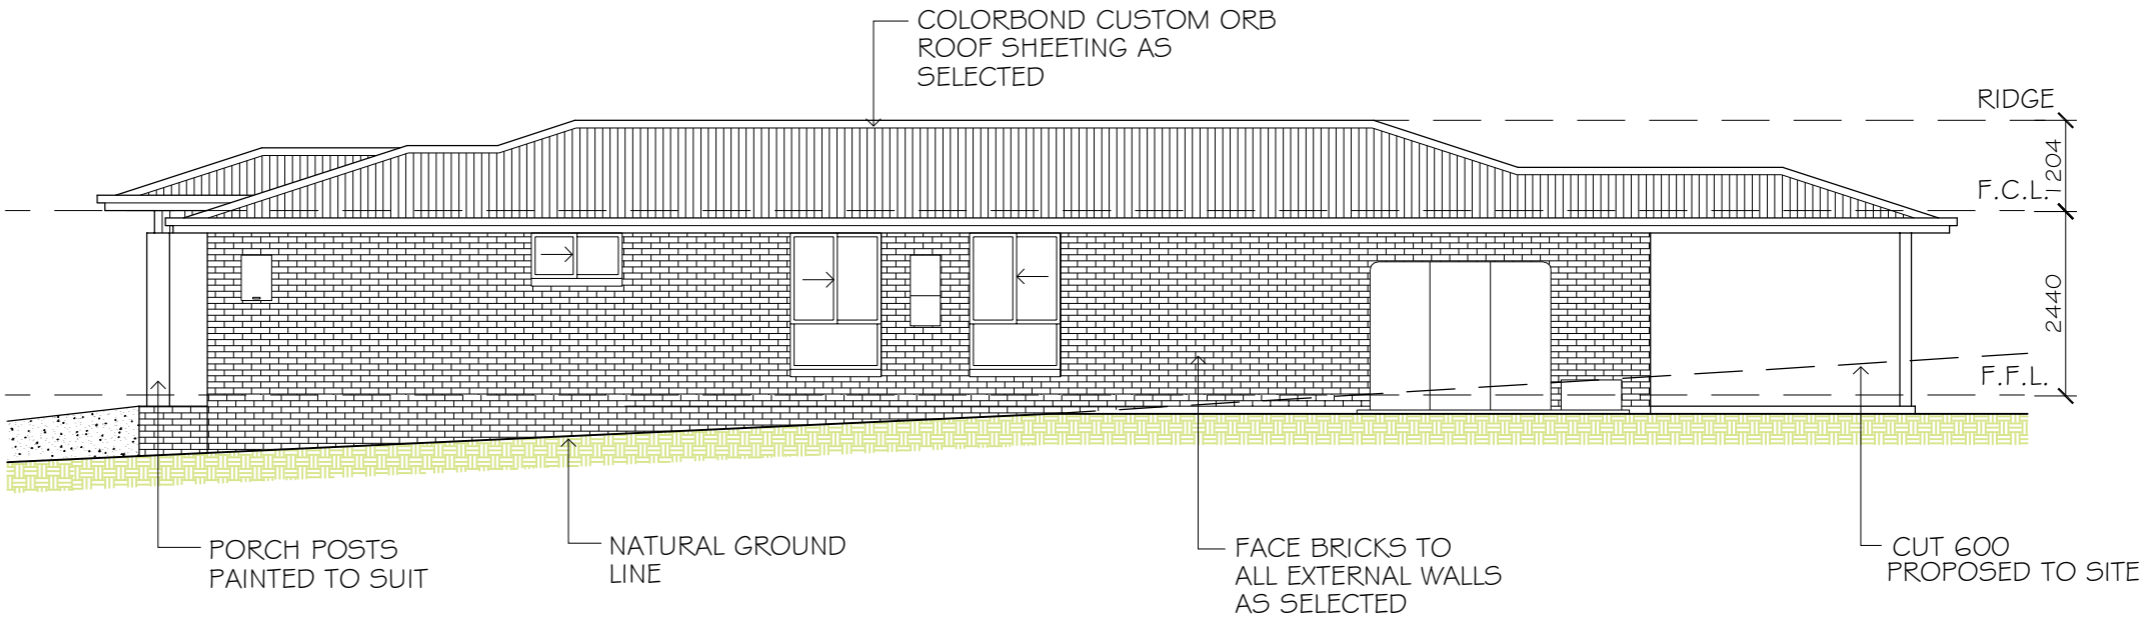 COLORBOND CUSTOM ORB
ROOF SHEETING AS
SELECTED
RIDGE
1204
F.C.L.
2440
F.F.L.
PORCH POSTS
PAINTED TO SUIT
NATURAL GROUND
LINE
FACE BRICKS TO
ALL EXTERNAL WALLS
AS SELECTED
CUT 600
PROPOSED TO SITE